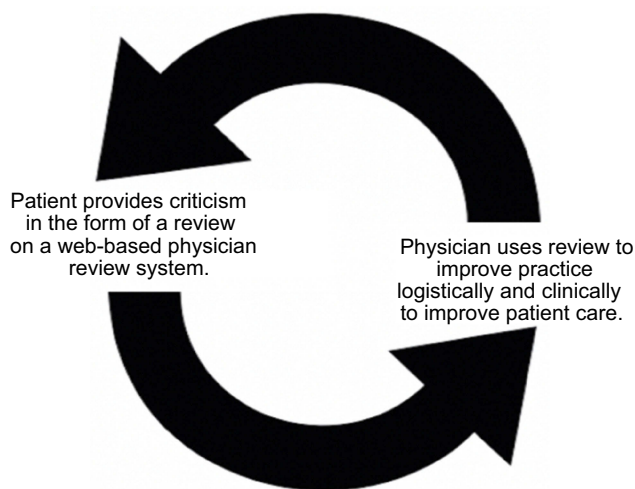 Patient provides criticism
in the form of a review
on a web-based physician
review system.
Physician uses review to
improve practice
logistically and clinically
to improve patient care.